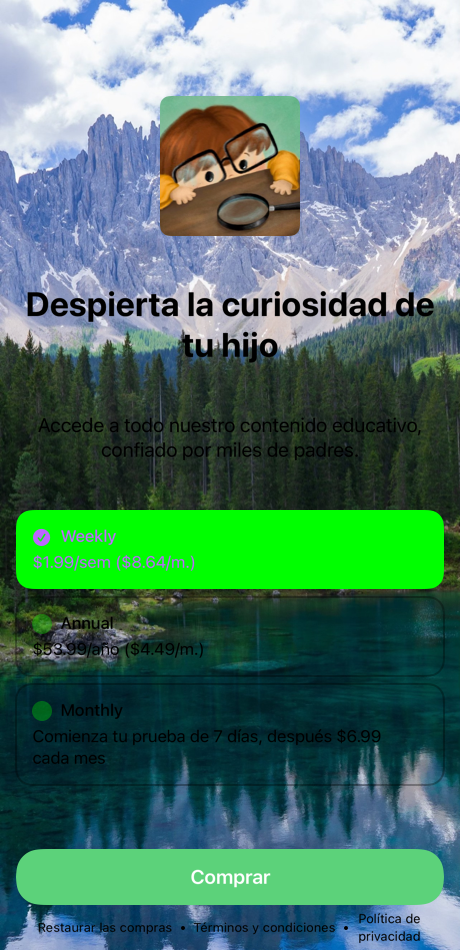 Despierta la curiosidad de
tu hijo
Accede a todo nuestro contenido educativo,
confiado por miles de padres.
Weekly
$1.99/sem ($8.64/m.)
Annual
$53.99/año ($4.49/m.)
Monthly
Comienza tu prueba de 7 días, después $6.99
cada mes
Comprar
Restaurar las compras • Términos y condiciones • Política de
privacidad